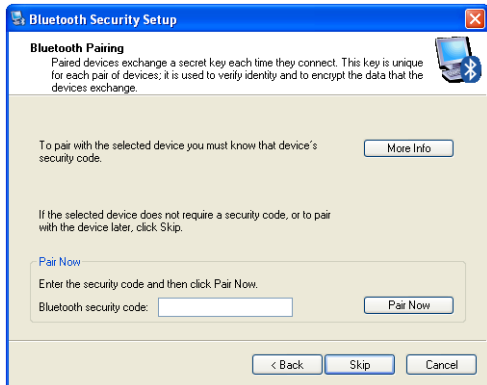 Bluetooth Security Setup
Bluetooth Pairing
Paired devices exchange a secret key each time they connect. This key is unique
for each pair of devices; it is used to verify identity and to encrypt the data that the
devices exchange.
To pair with the selected device you must know that device's
security code.
More Info
If the selected device does not require a security code, or to pair
with the device later, click Skip.
Pair Now
Enter the security code and then click Pair Now.
Bluetooth security code:
Pair Now
< Back
Skip
Cancel